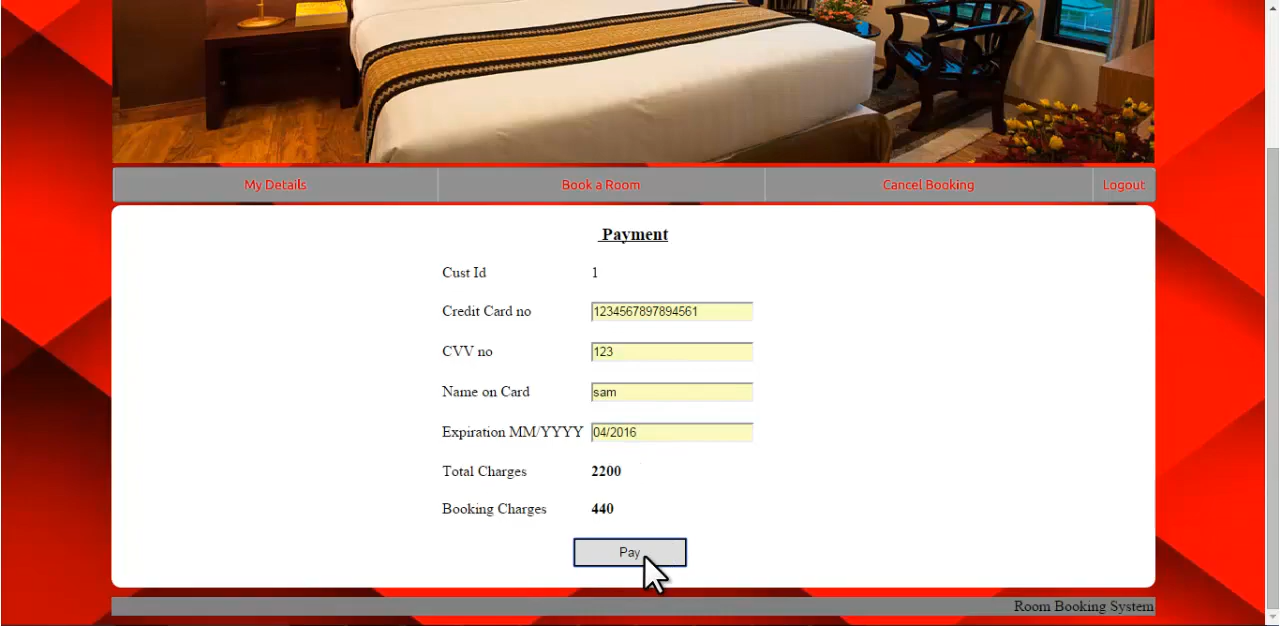 My Details Book a Room Cancel Booking Logout
Payment
Cust Id 1
Credit Card no 1234567897894561
CVV no 123
Name on Card sam
Expiration MM/YYYY 04/2016
Total Charges 2200
Booking Charges 440
Pay
Room Booking System